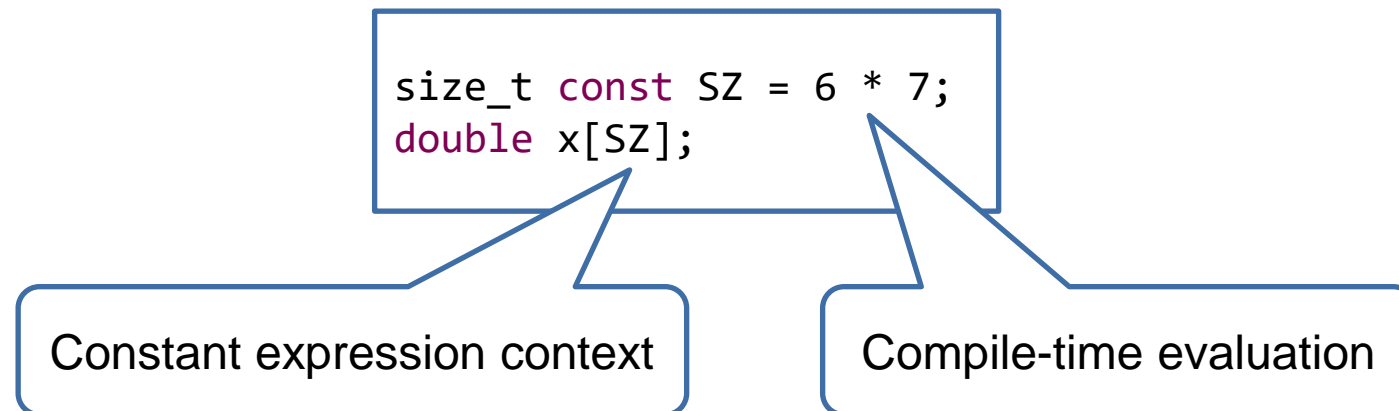 size_t const SZ = 6 * 7;
double x[SZ];
Constant expression context
Compile-time evaluation